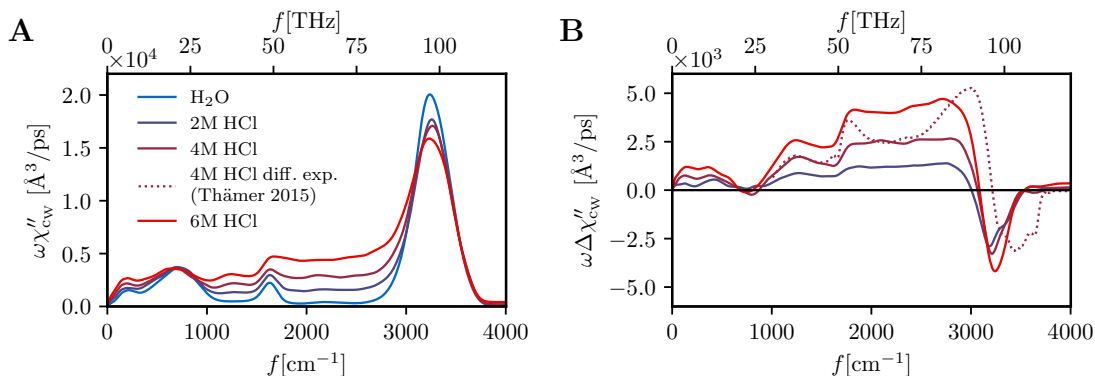 A
f[THz]
0 25 50 75 100
×10⁴
ωχ″cW [Å³/ps]
2.0
1.5
1.0
0.5
0.0
H₂O
2M HCl
4M HCl
4M HCl diff. exp.
(Thämer 2015)
6M HCl
0 1000 2000 3000 4000
f[cm⁻¹]
B
f[THz]
0 25 50 75 100
×10³
ωΔχ″cW [Å³/ps]
5.0
2.5
0.0
−2.5
−5.0
0 1000 2000 3000 4000
f[cm⁻¹]